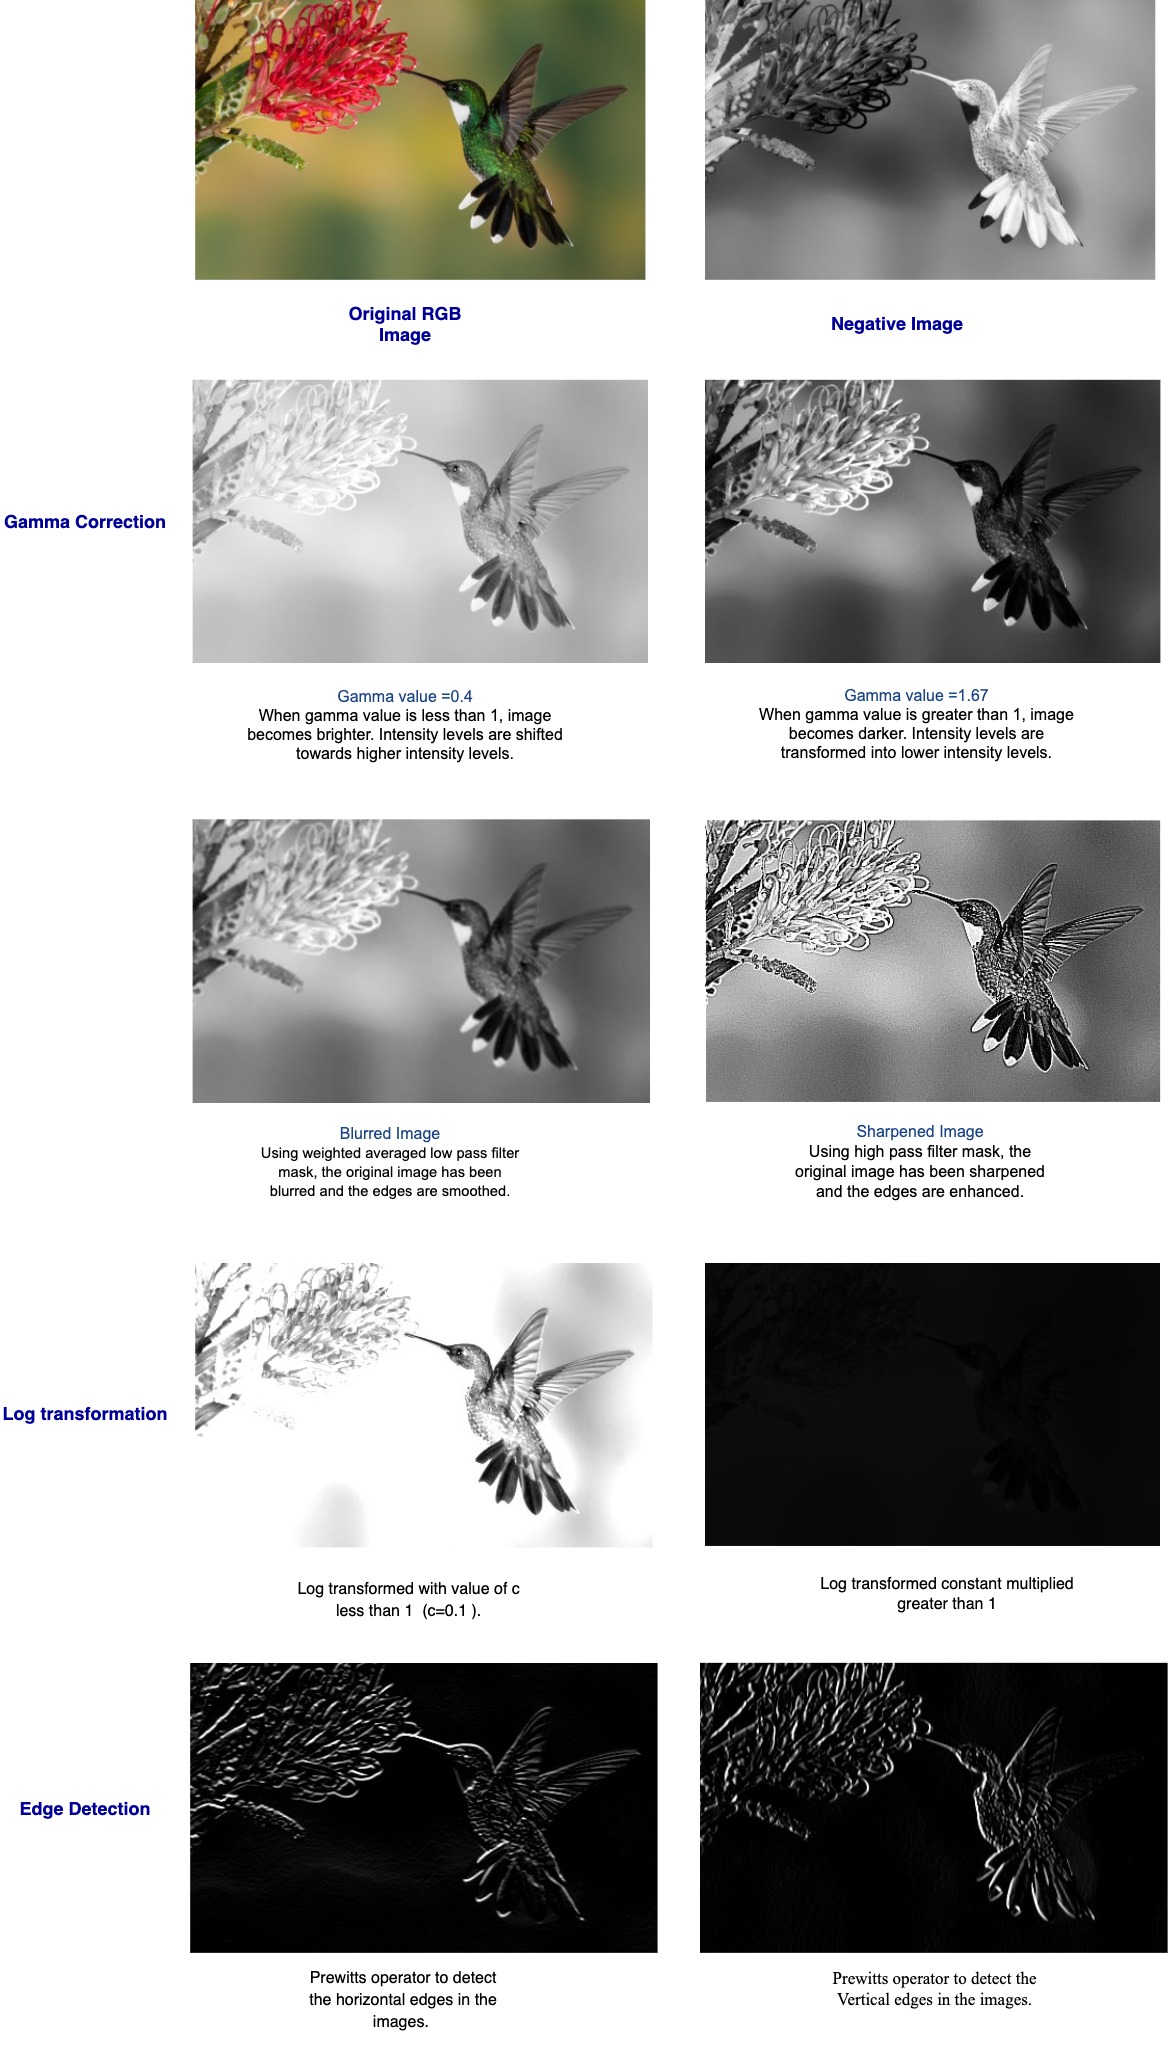 Original RGB
Image
Negative Image
Gamma Correction
Gamma value =0.4
When gamma value is less than 1, image
becomes brighter. Intensity levels are shifted
towards higher intensity levels.
Gamma value =1.67
When gamma value is greater than 1, image
becomes darker. Intensity levels are
transformed into lower intensity levels.
Blurred Image
Using weighted averaged low pass filter
mask, the original image has been
blurred and the edges are smoothed.
Sharpened Image
Using high pass filter mask, the
original image has been sharpened
and the edges are enhanced.
Log transformation
Log transformed with value of c
less than 1  (c=0.1 ).
Log transformed constant multiplied
greater than 1
Edge Detection
Prewitts operator to detect
the horizontal edges in the
images.
Prewitts operator to detect the
Vertical edges in the images.